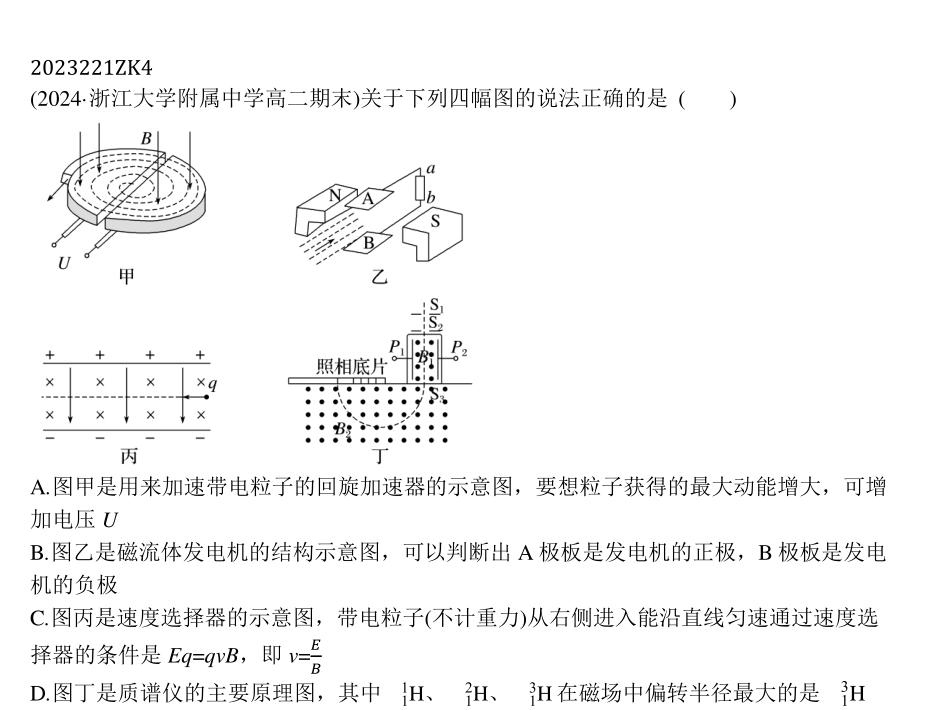 2023221ZK4
(2024·浙江大学附属中学高二期末)关于下列四幅图的说法正确的是 (　　)
B
U
甲
N
A
a
b
S
B
乙
+ + + +
× × × × q
× × × ×
− − − −
丙
S₁
S₂
P₁ B₁ P₂
照相底片
S₃
B₂
丁
A.图甲是用来加速带电粒子的回旋加速器的示意图，要想粒子获得的最大动能增大，可增
加电压 U
B.图乙是磁流体发电机的结构示意图，可以判断出 A 极板是发电机的正极，B 极板是发电
机的负极
C.图丙是速度选择器的示意图，带电粒子(不计重力)从右侧进入能沿直线匀速通过速度选
择器的条件是 Eq=qvB，即 v=E/B
D.图丁是质谱仪的主要原理图，其中 ¹₁H、 ²₁H、 ³₁H 在磁场中偏转半径最大的是 ³₁H